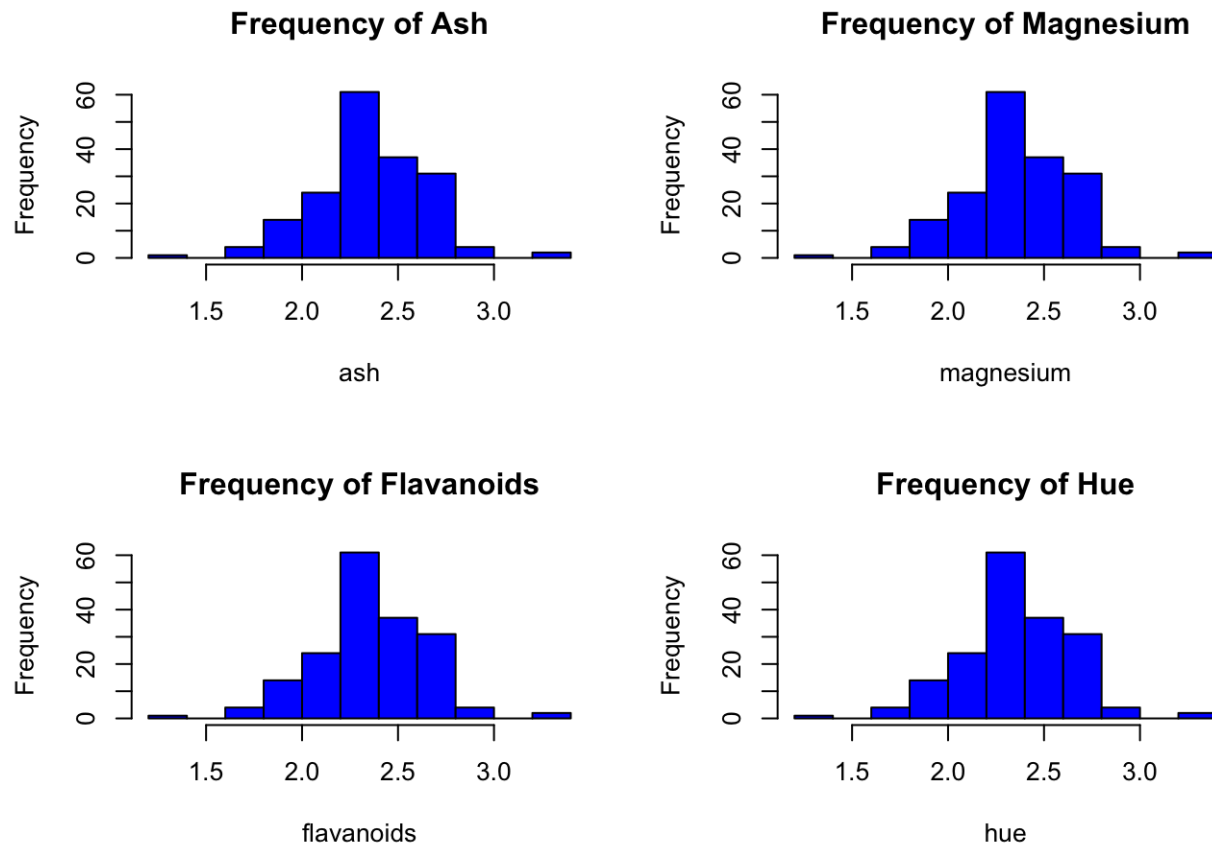 Frequency of Ash
Frequency
0 20 40 60
1.5 2.0 2.5 3.0
ash
Frequency of Magnesium
Frequency
0 20 40 60
1.5 2.0 2.5 3.0
magnesium
Frequency of Flavanoids
Frequency
0 20 40 60
1.5 2.0 2.5 3.0
flavanoids
Frequency of Hue
Frequency
0 20 40 60
1.5 2.0 2.5 3.0
hue